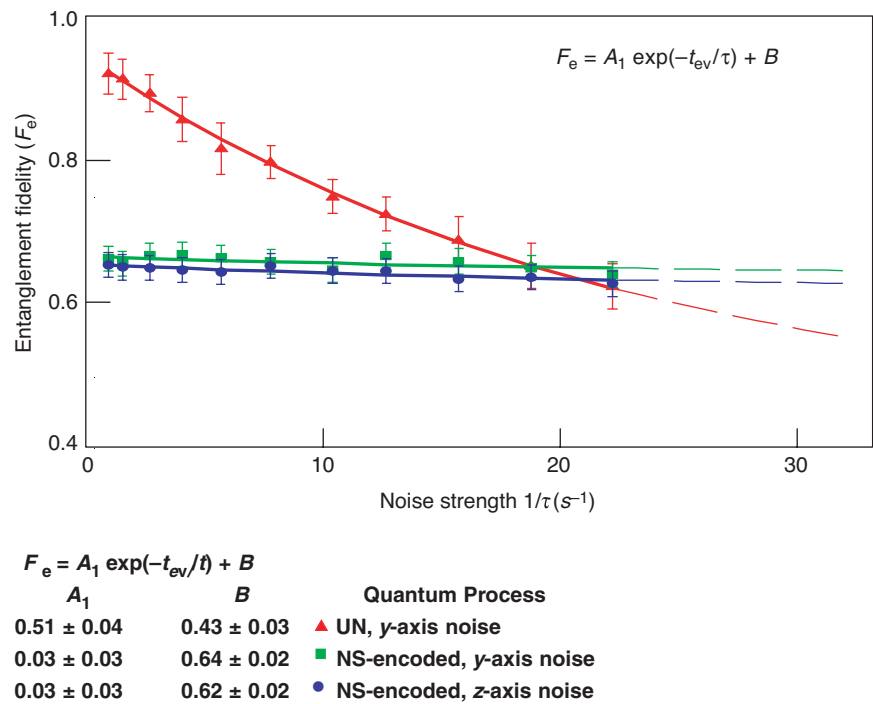 1.0
F_e = A_1 exp(−t_ev/τ) + B
0.8
0.6
0.4
Entanglement fidelity (F_e)
0 10 20 30
Noise strength 1/τ(s⁻¹)
F_e = A_1 exp(−t_ev/t) + B
A_1 B Quantum Process
0.51 ± 0.04 0.43 ± 0.03 UN, y-axis noise
0.03 ± 0.03 0.64 ± 0.02 NS-encoded, y-axis noise
0.03 ± 0.03 0.62 ± 0.02 NS-encoded, z-axis noise